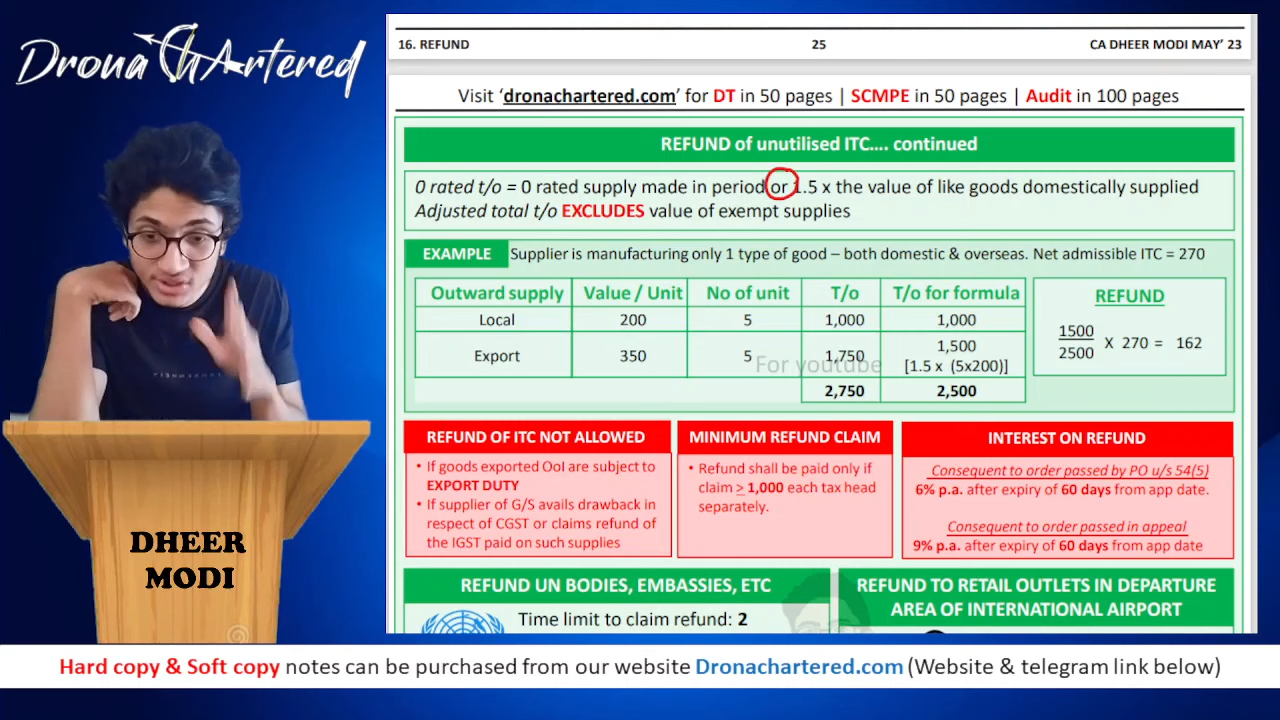 Drona CHArtered
16. REFUND 25 CA DHEER MODI MAY’ 23
Visit ‘dronachartered.com’ for DT in 50 pages | SCMPE in 50 pages | Audit in 100 pages
REFUND of unutilised ITC.... continued
0 rated t/o = 0 rated supply made in period or 1.5 x the value of like goods domestically supplied
Adjusted total t/o EXCLUDES value of exempt supplies
EXAMPLE Supplier is manufacturing only 1 type of good – both domestic & overseas. Net admissible ITC = 270
Outward supply Value / Unit No of unit T/o T/o for formula
Local 200 5 1,000 1,000
Export 350 5 1,750 1,500
[1.5 x (5x200)]
2,750 2,500
REFUND
1500
2500 X 270 = 162
For youtube
REFUND OF ITC NOT ALLOWED
• If goods exported OoI are subject to
EXPORT DUTY
• If supplier of G/S avails drawback in
respect of CGST or claims refund of
the IGST paid on such supplies
MINIMUM REFUND CLAIM
• Refund shall be paid only if
claim ≥ 1,000 each tax head
separately.
INTEREST ON REFUND
Consequent to order passed by PO u/s 54(5)
6% p.a. after expiry of 60 days from app date.
Consequent to order passed in appeal
9% p.a. after expiry of 60 days from app date
REFUND UN BODIES, EMBASSIES, ETC
Time limit to claim refund: 2
REFUND TO RETAIL OUTLETS IN DEPARTURE
AREA OF INTERNATIONAL AIRPORT
DHEER
MODI
Hard copy & Soft copy notes can be purchased from our website Dronachartered.com (Website & telegram link below)